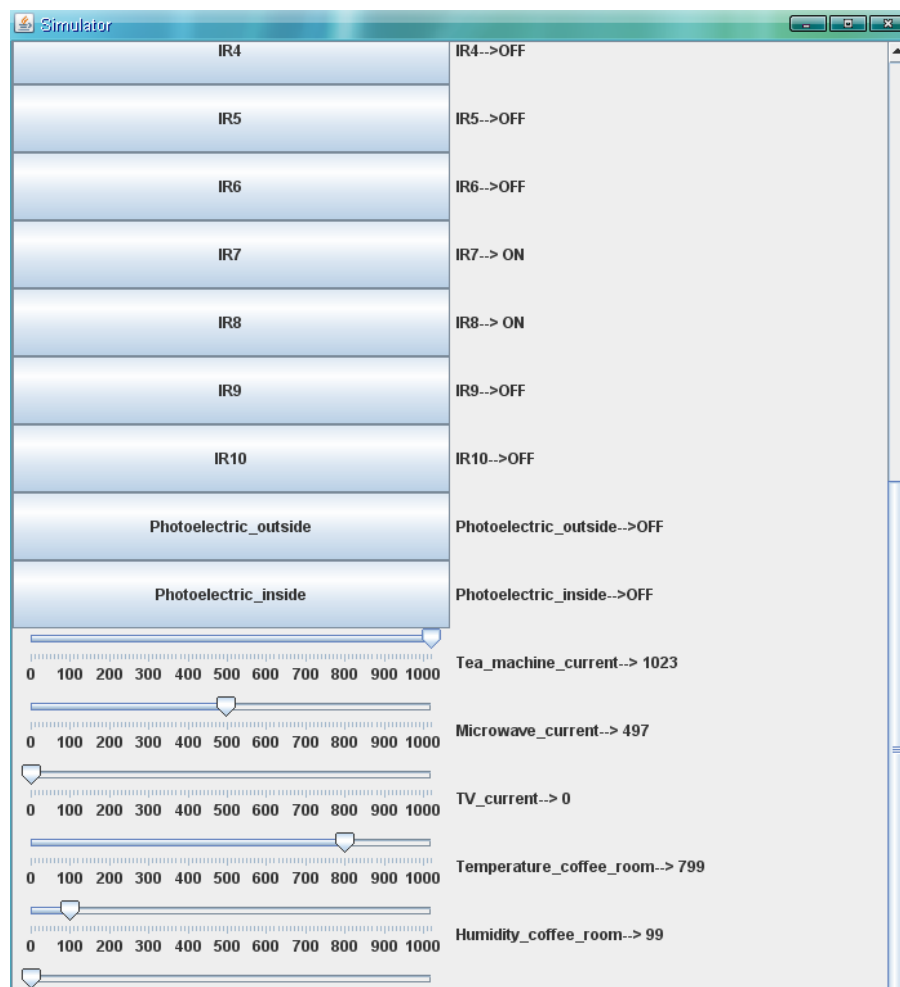 Simulator
IR4 IR4-->OFF
IR5 IR5-->OFF
IR6 IR6-->OFF
IR7 IR7--> ON
IR8 IR8--> ON
IR9 IR9-->OFF
IR10 IR10-->OFF
Photoelectric_outside Photoelectric_outside-->OFF
Photoelectric_inside Photoelectric_inside-->OFF
Tea_machine_current--> 1023
0 100 200 300 400 500 600 700 800 900 1000
Microwave_current--> 497
0 100 200 300 400 500 600 700 800 900 1000
TV_current--> 0
0 100 200 300 400 500 600 700 800 900 1000
Temperature_coffee_room--> 799
0 100 200 300 400 500 600 700 800 900 1000
Humidity_coffee_room--> 99
0 100 200 300 400 500 600 700 800 900 1000